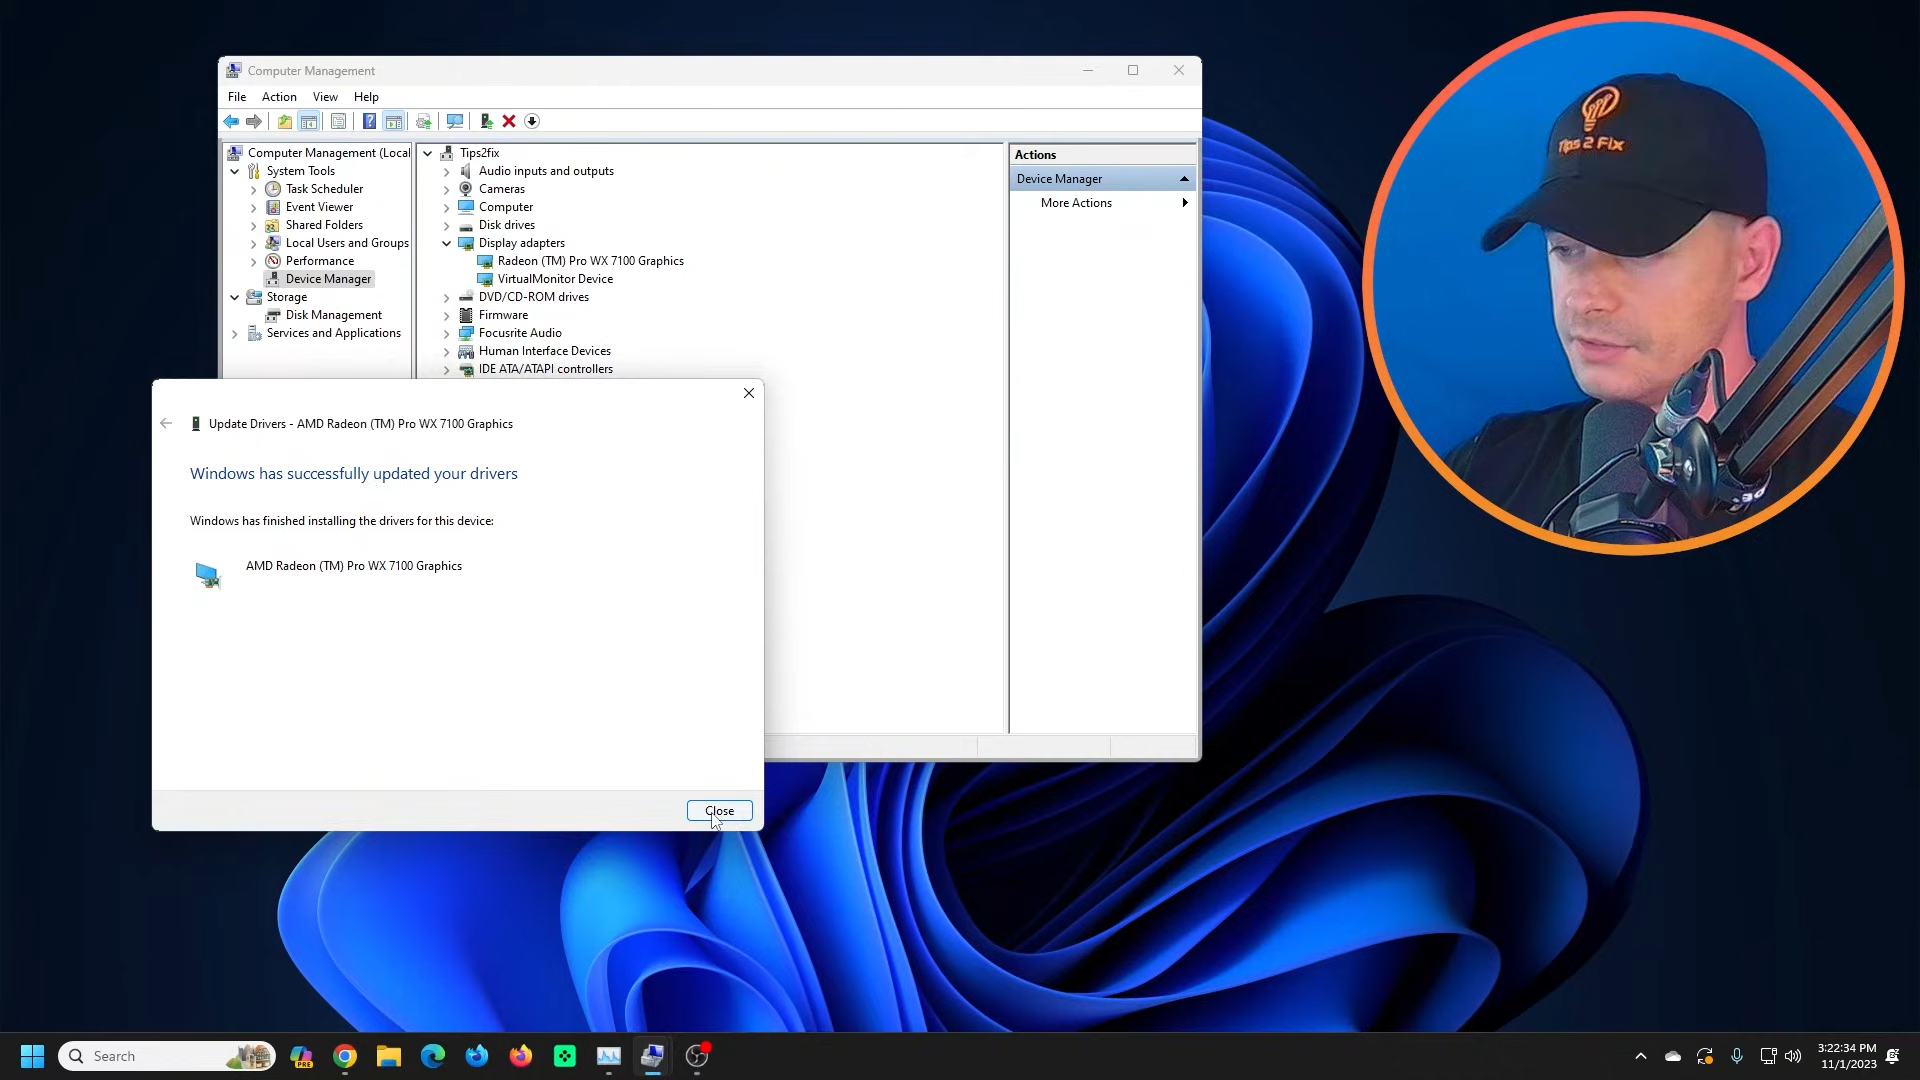 Computer Management
File Action View Help
Computer Management (Local
System Tools
Task Scheduler
Event Viewer
Shared Folders
Local Users and Groups
Performance
Device Manager
Storage
Disk Management
Services and Applications
Tips2fix
Audio inputs and outputs
Cameras
Computer
Disk drives
Display adapters
Radeon (TM) Pro WX 7100 Graphics
VirtualMonitor Device
DVD/CD-ROM drives
Firmware
Focusrite Audio
Human Interface Devices
IDE ATA/ATAPI controllers
Actions
Device Manager
More Actions
Update Drivers - AMD Radeon (TM) Pro WX 7100 Graphics
Windows has successfully updated your drivers
Windows has finished installing the drivers for this device:
AMD Radeon (TM) Pro WX 7100 Graphics
Close
Tips 2 Fix
Search
PRE
3:22:34 PM
11/1/2023